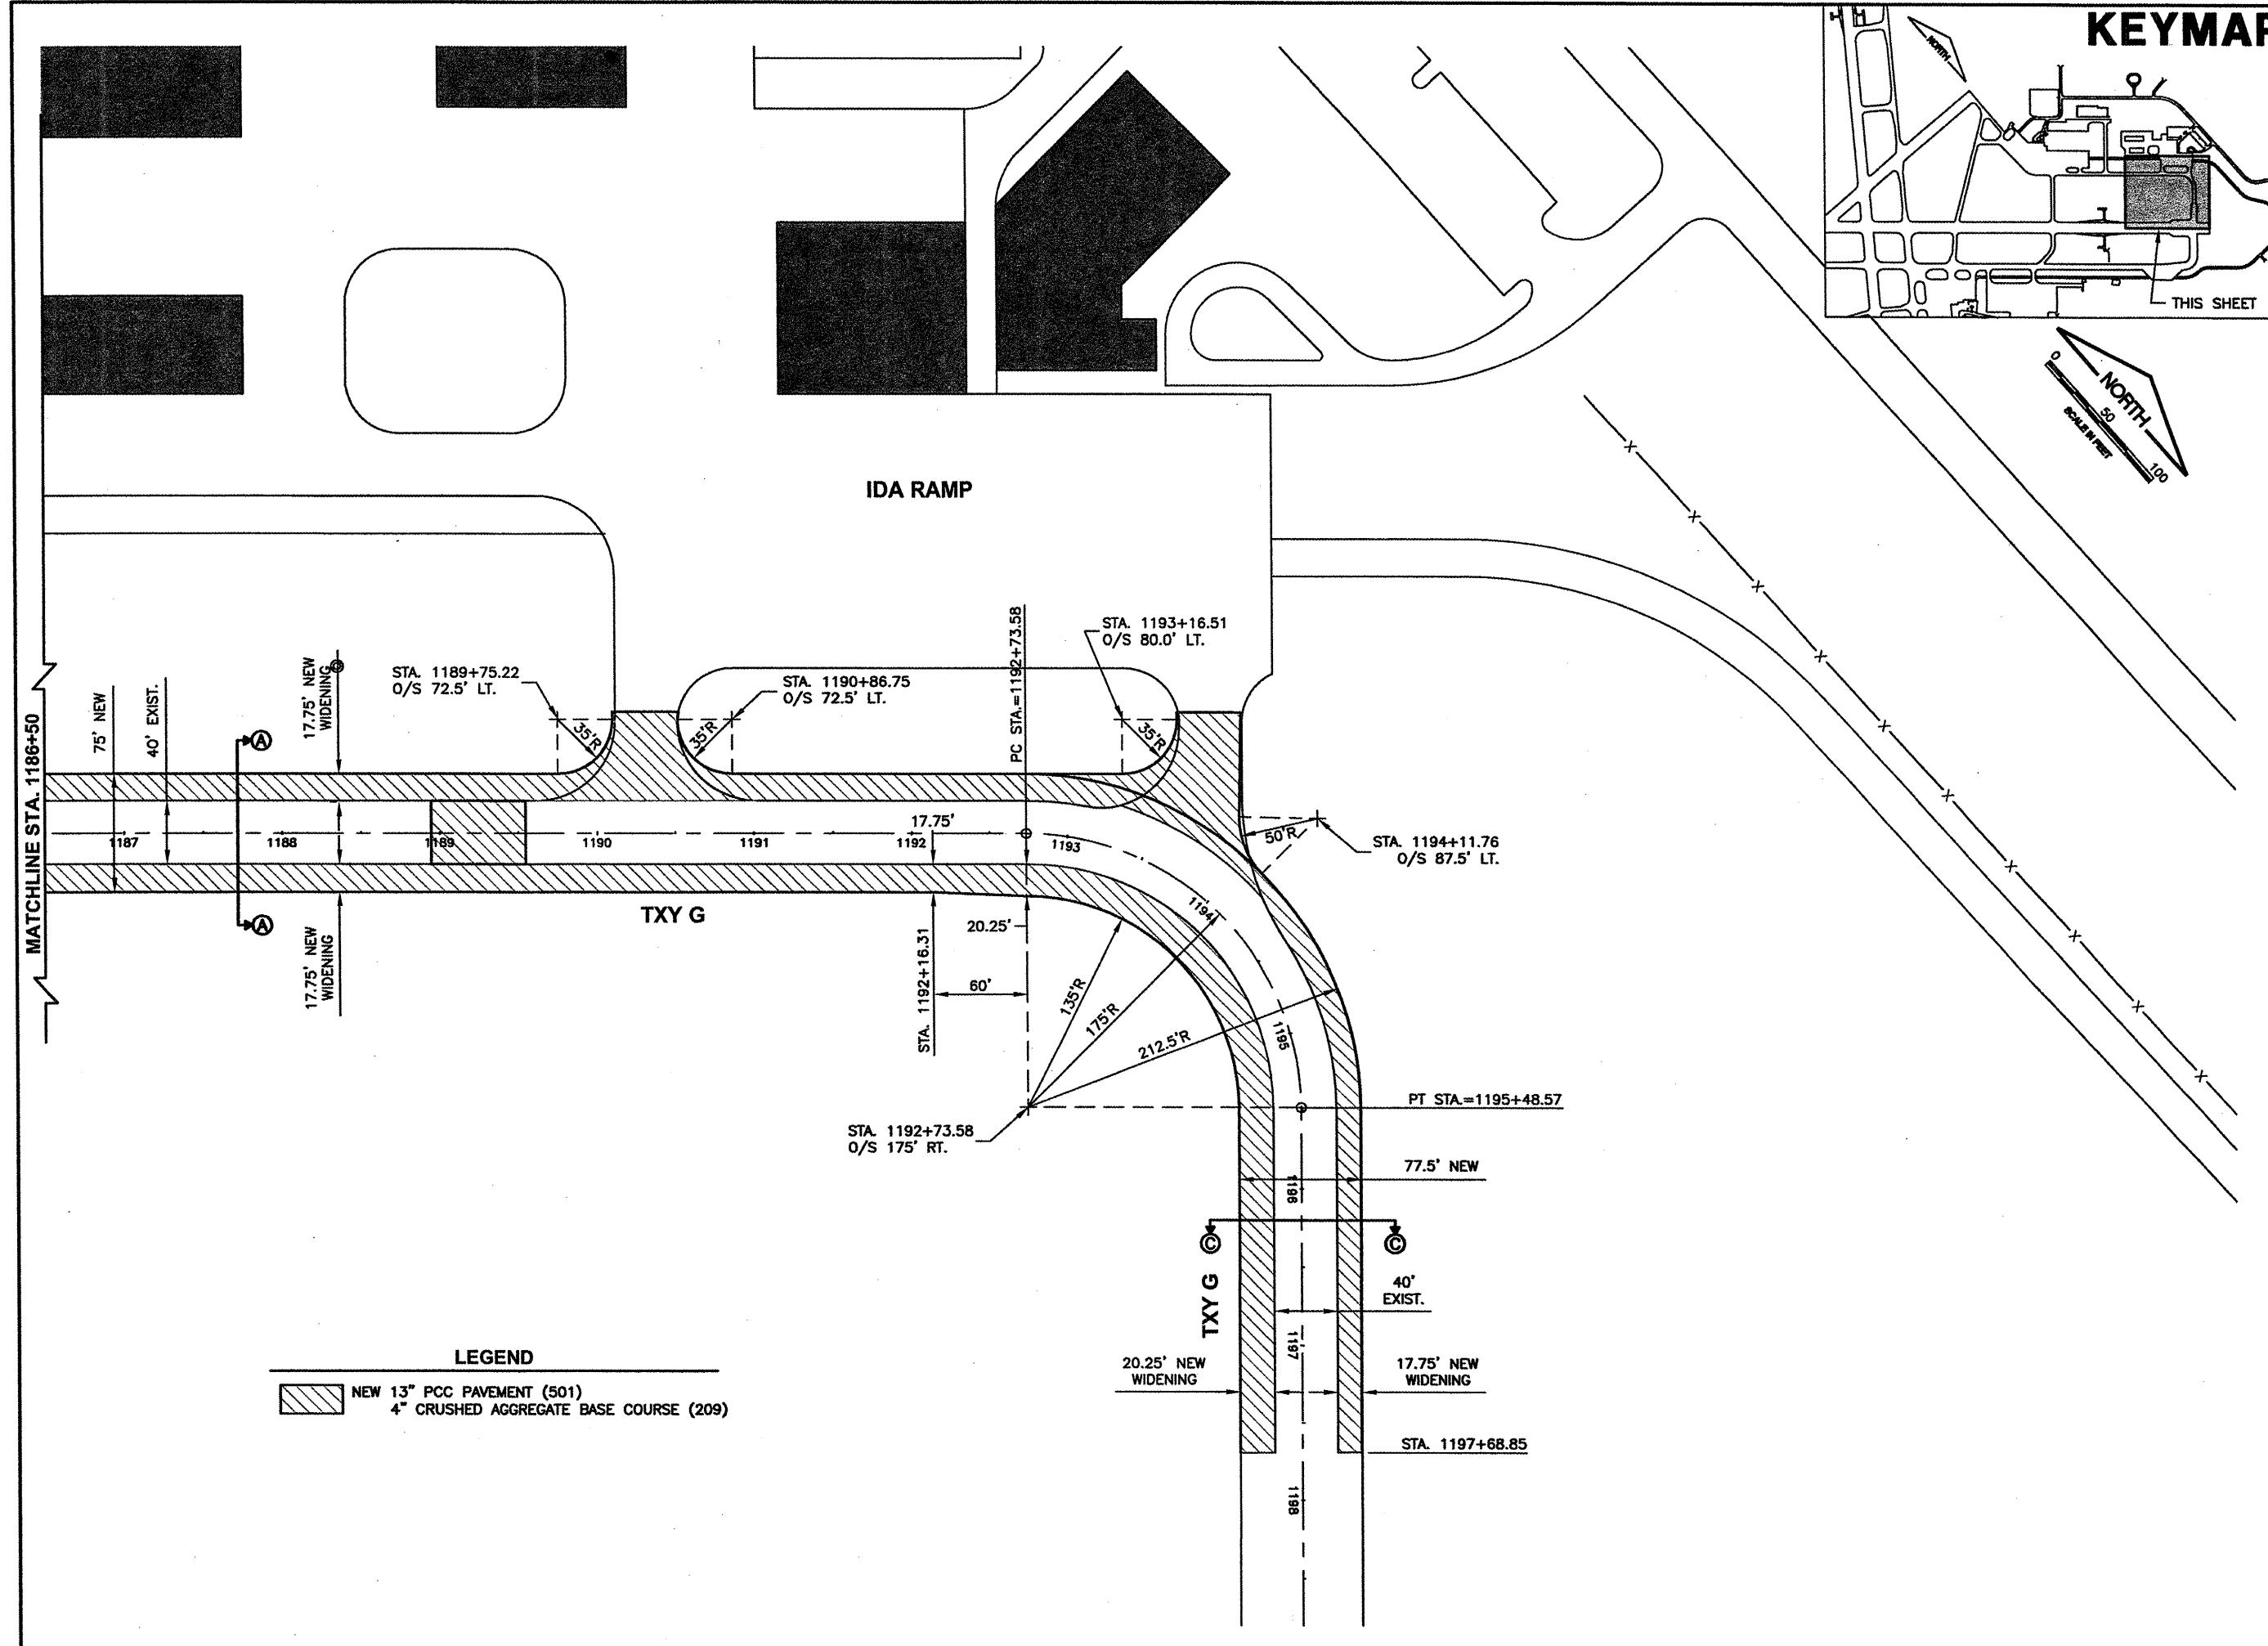 KEYMAP
NORTH
THIS SHEET
NORTH
0
50
100
SCALE IN FEET
IDA RAMP
MATCHLINE STA. 1186+50
75' NEW
40' EXIST.
17.75' NEW
WIDENING
STA. 1189+75.22
O/S 72.5' LT.
35'R
STA. 1190+86.75
O/S 72.5' LT.
35'R
PC STA.=1192+73.58
STA. 1193+16.51
O/S 80.0' LT.
35'R
A
A
1187
1188
1189
1190
1191
1192
17.75'
1193
50'R
STA. 1194+11.76
O/S 87.5' LT.
TXY G
17.75' NEW
WIDENING
20.25'
STA. 1192+16.31
60'
1194
1195
135'R
175'R
212.5'R
STA. 1192+73.58
O/S 175' RT.
PT STA.=1195+48.57
77.5' NEW
1196
C
C
TXY G
40'
EXIST.
1197
20.25' NEW
WIDENING
17.75' NEW
WIDENING
STA. 1197+68.85
1198
LEGEND
NEW 13" PCC PAVEMENT (501)
4" CRUSHED AGGREGATE BASE COURSE (209)
X X X X X X X X X X